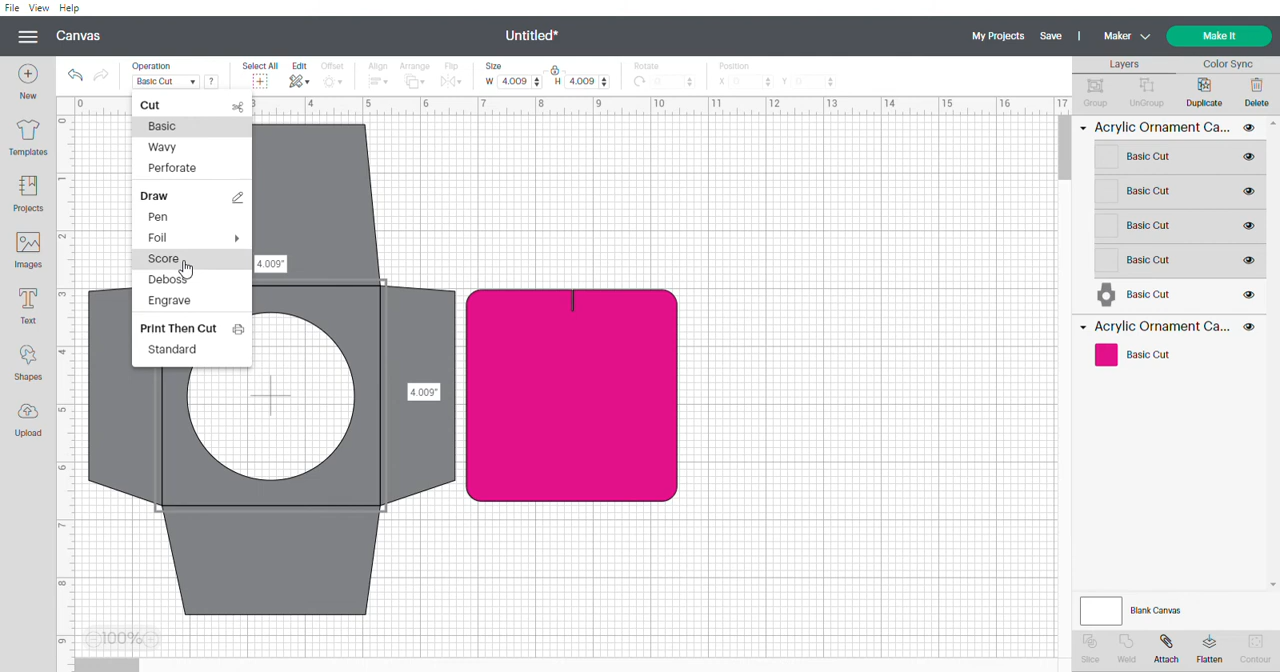 File View Help
Canvas
Untitled*
My Projects Save | Maker Make It
New
Templates
Projects
Images
Text
Shapes
Upload
Operation
Basic Cut
?
Select All
Edit
Offset
Align
Arrange
Flip
Size
W 4.009
H 4.009
Rotate
0
Position
X 0
Y 0
Cut
Basic
Wavy
Perforate
Draw
Pen
Foil
Score
Deboss
Engrave
Print Then Cut
Standard
0 3 4 5 6 7 8 9 10 11 12 13 14 15 16 17
0
1
2
3
4
5
6
7
8
9
4.009"
4.009"
100%
Layers Color Sync
Group UnGroup Duplicate Delete
Acrylic Ornament Ca...
Basic Cut
Basic Cut
Basic Cut
Basic Cut
Basic Cut
Acrylic Ornament Ca...
Basic Cut
Blank Canvas
Slice Weld Attach Flatten Contour